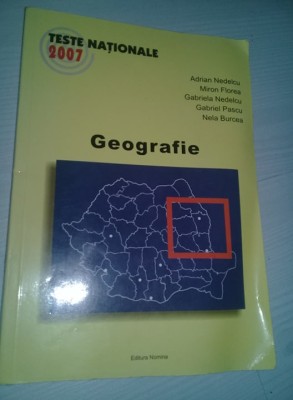 TESTE NAȚIONALE
2007
Adrian Nedelcu
Miron Florea
Gabriela Nedelcu
Gabriel Pascu
Nela Burcea
Geografie
Editura Nomina